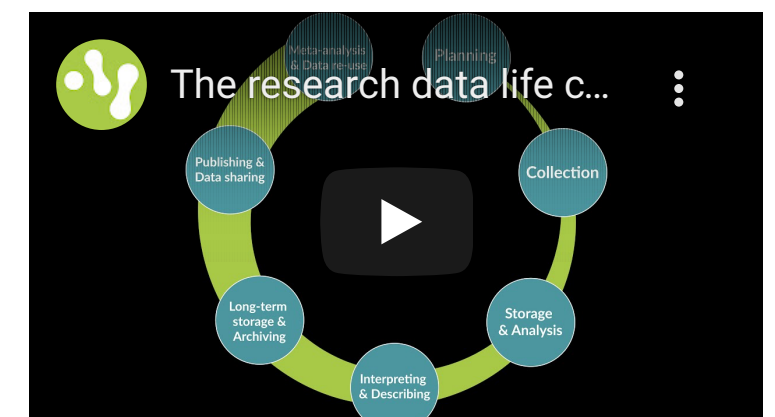 The research data life c...
Meta-analysis
& Data re-use
Planning
Publishing &
Data sharing
Collection
Long-term
storage &
Archiving
Storage
& Analysis
Interpreting
& Describing